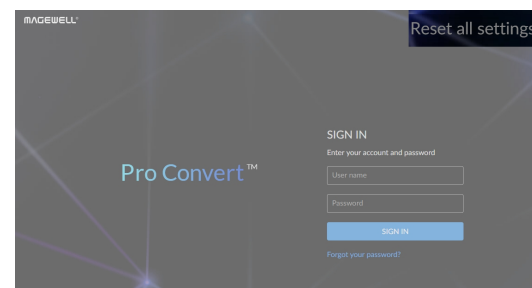 MAGEWELL®
Reset all settings
Pro Convert™
SIGN IN
Enter your account and password
User name
Password
SIGN IN
Forgot your password?